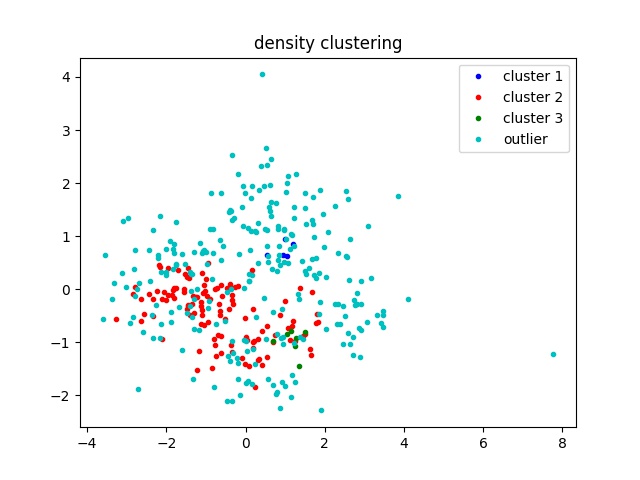 density clustering
cluster 1
cluster 2
cluster 3
outlier
4
3
2
1
0
−1
−2
−4 −2 0 2 4 6 8